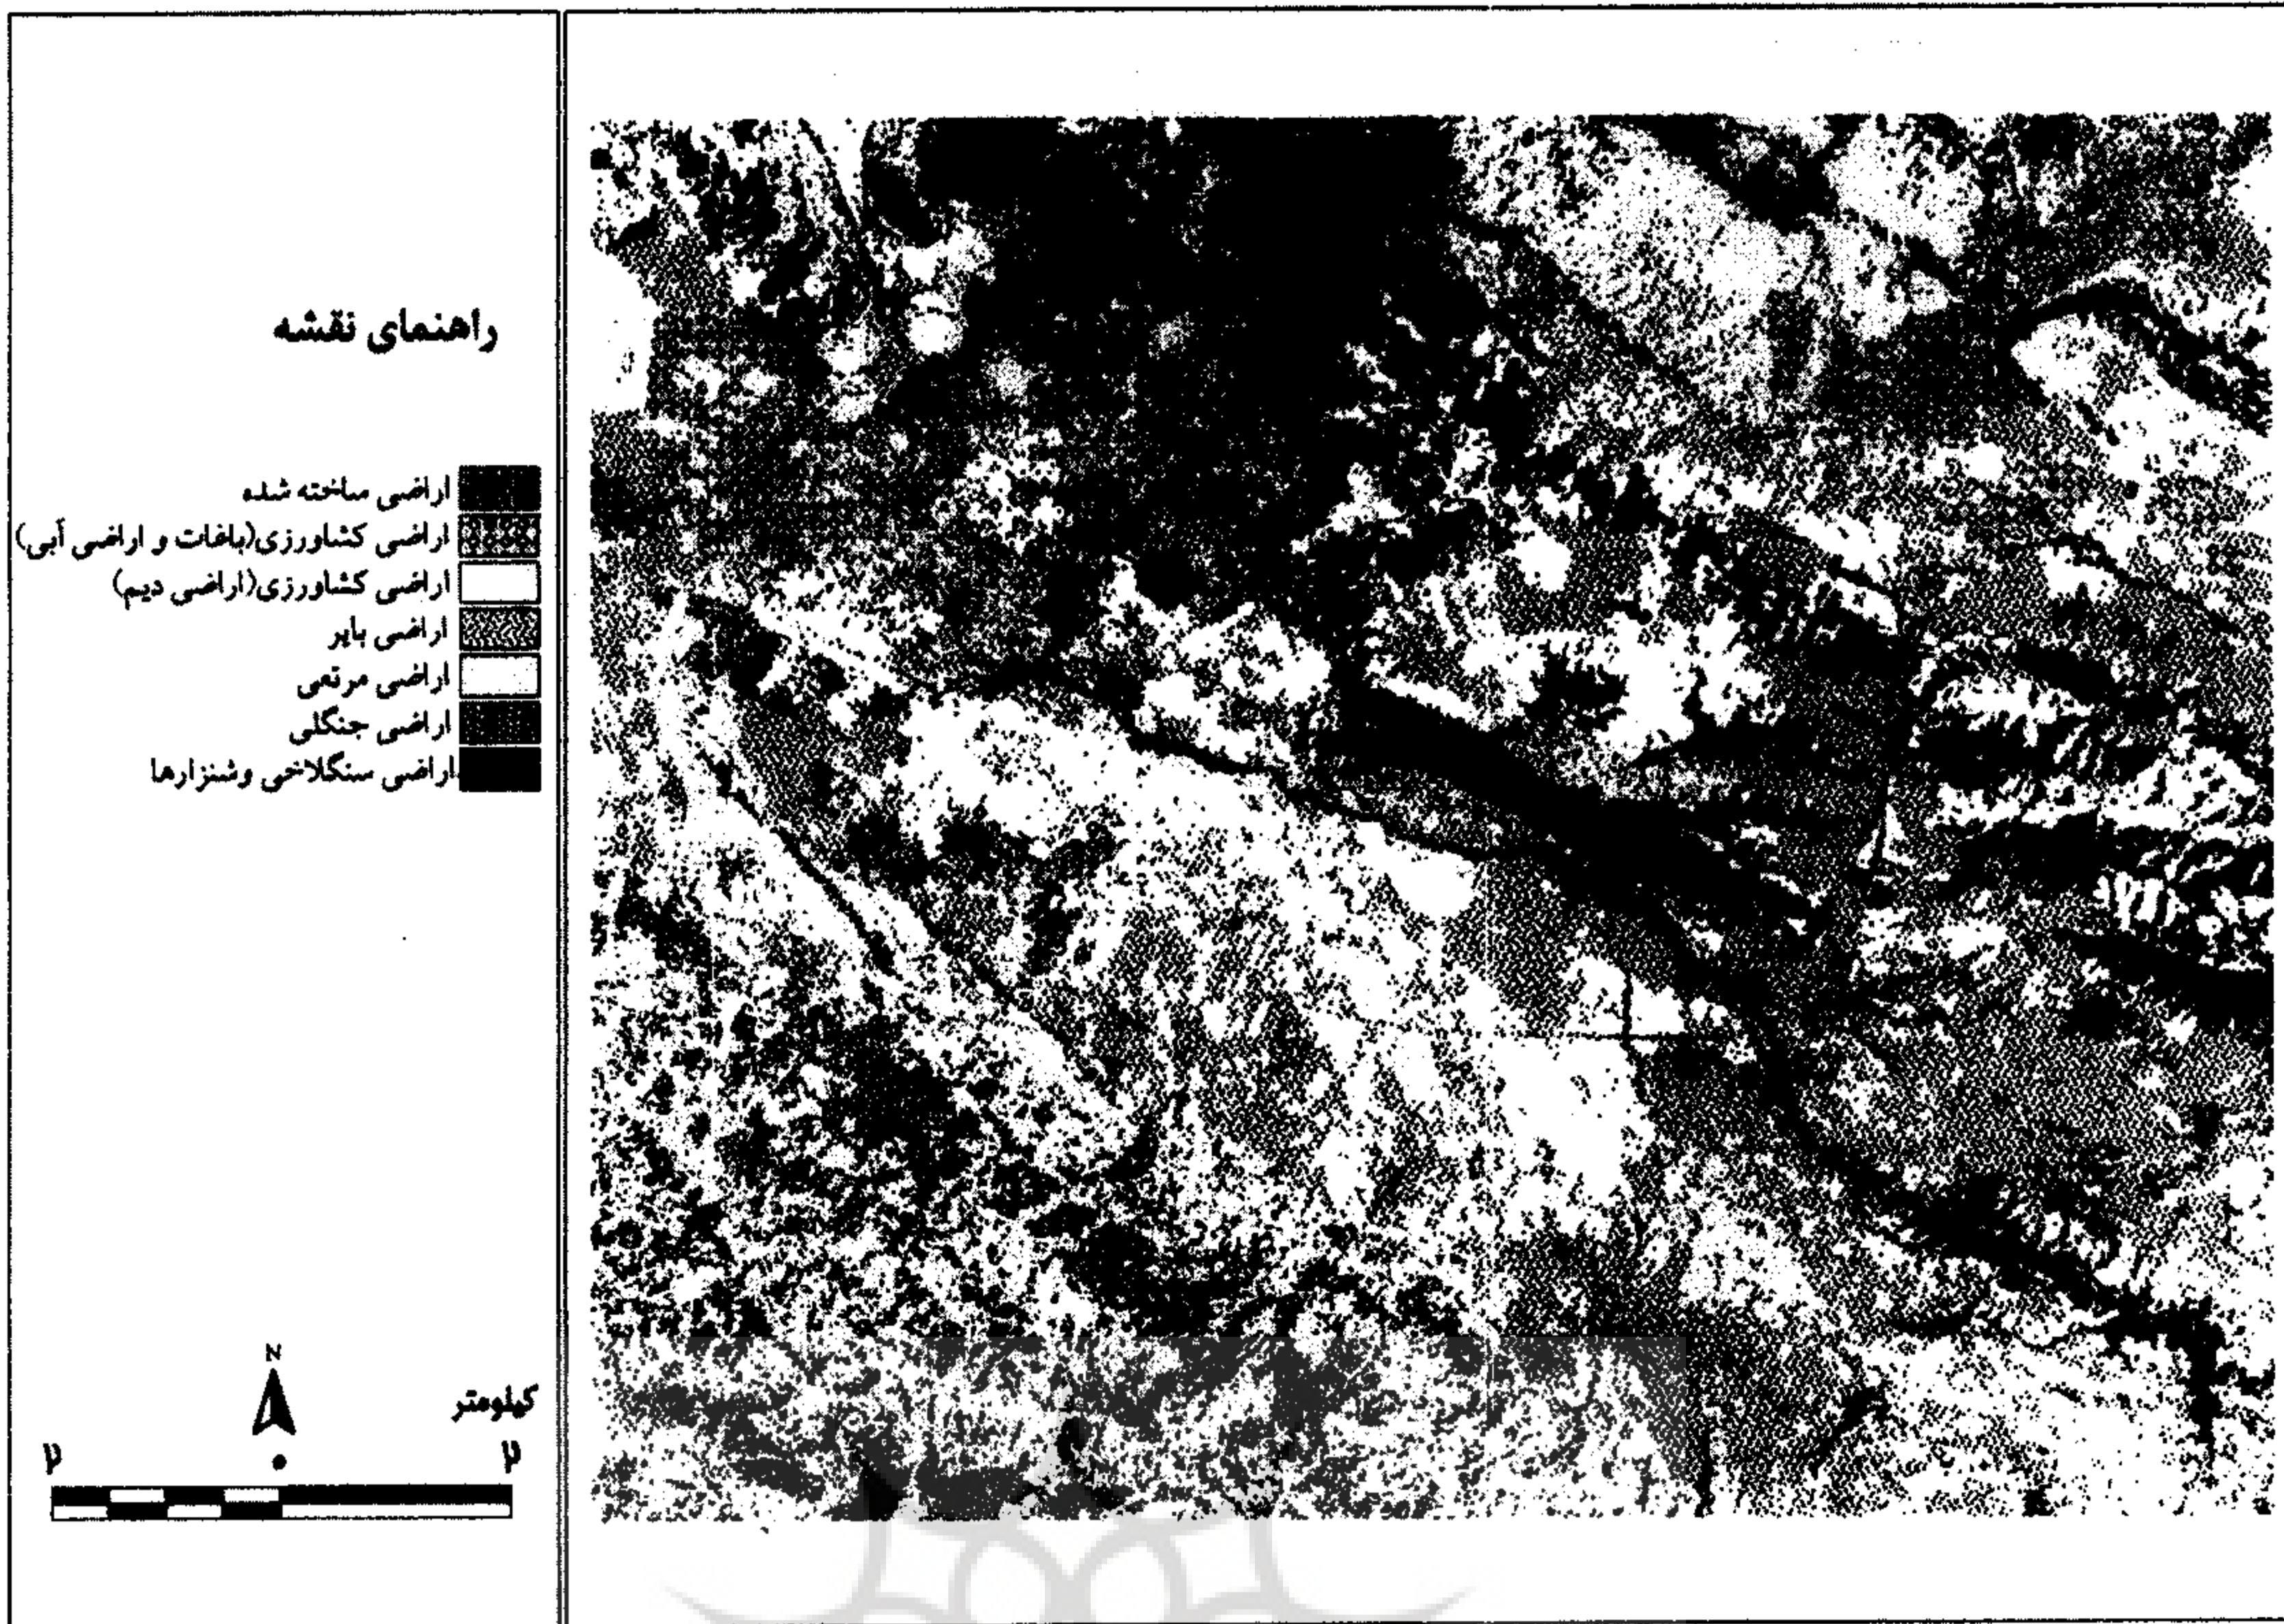 راهنمای نقشه
اراضی ساخته شده
اراضی کشاورزی(باغات و اراضی آبی)
اراضی کشاورزی(اراضی دیم)
اراضی بایر
اراضی مرتعی
اراضی جنگلی
اراضی سنگلاخی وشنزارها
N
کیلومتر
۲ ۰ ۲